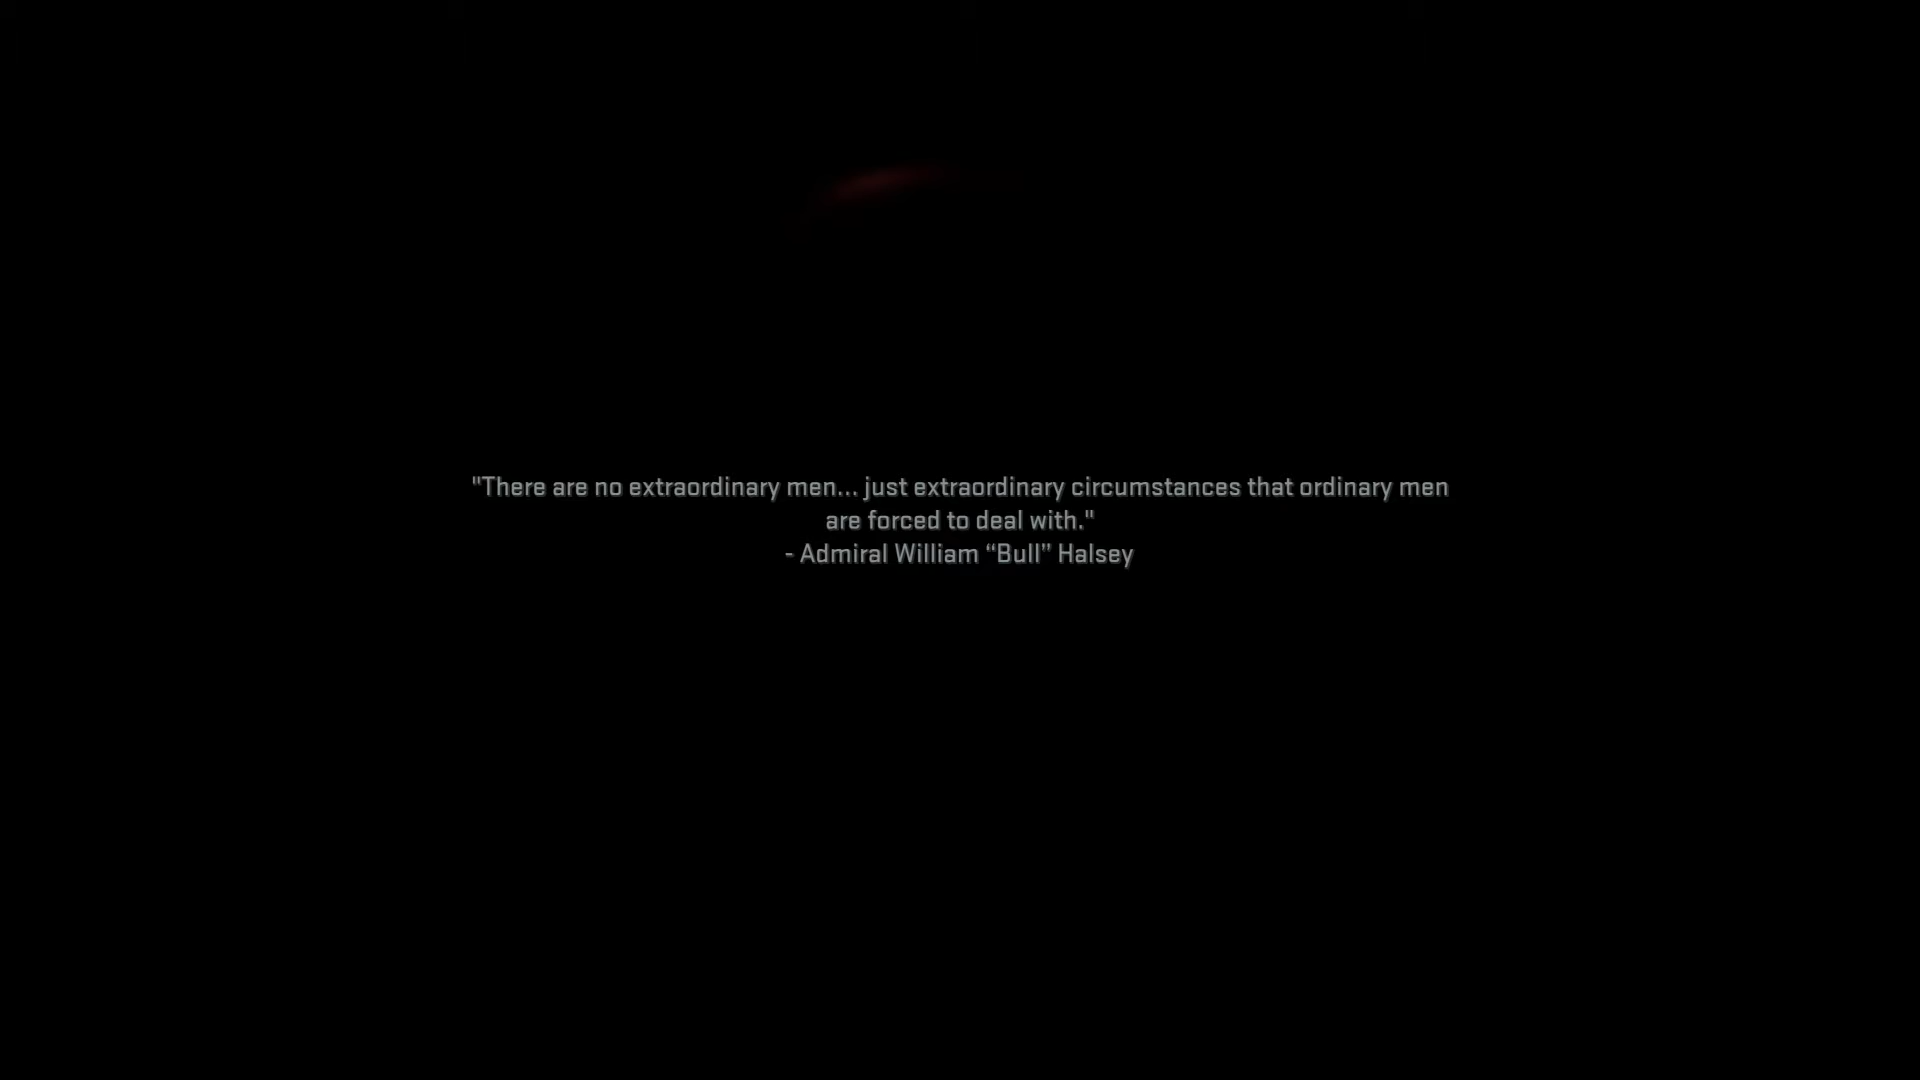 "There are no extraordinary men... just extraordinary circumstances that ordinary men
are forced to deal with."
- Admiral William “Bull” Halsey